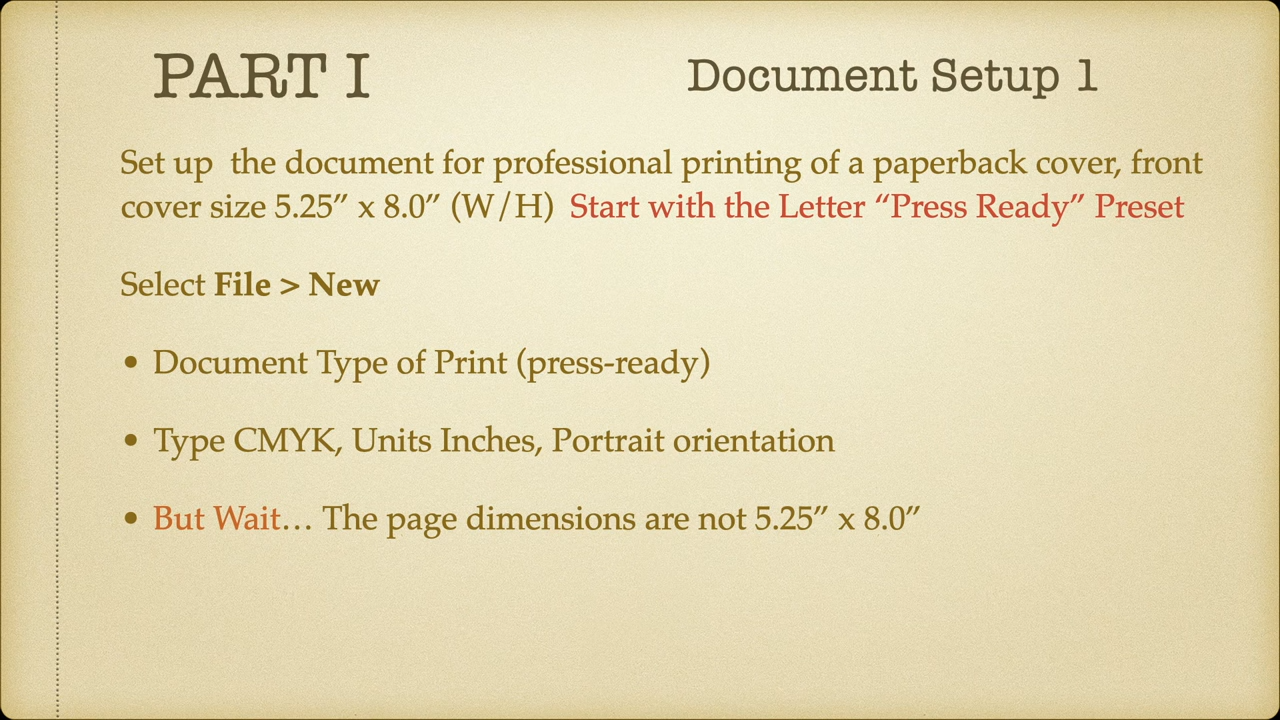 PART I
Document Setup 1
Set up  the document for professional printing of a paperback cover, front
cover size 5.25” x 8.0” (W/H)  Start with the Letter “Press Ready” Preset
Select File > New
• Document Type of Print (press-ready)
• Type CMYK, Units Inches, Portrait orientation
• But Wait… The page dimensions are not 5.25” x 8.0”